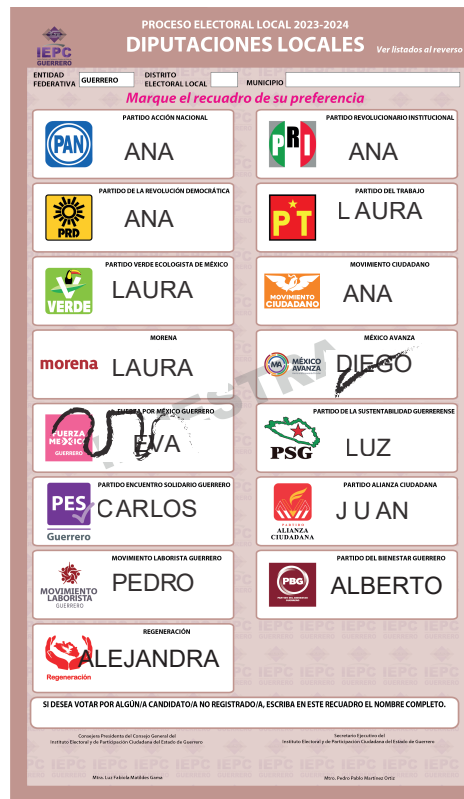 PROCESO ELECTORAL LOCAL 2023-2024
DIPUTACIONES LOCALES
Ver listados al reverso
IEPC
GUERRERO
ENTIDAD FEDERATIVA GUERRERO DISTRITO ELECTORAL LOCAL MUNICIPIO
Marque el recuadro de su preferencia
PARTIDO ACCIÓN NACIONAL
PAN
ANA
PARTIDO REVOLUCIONARIO INSTITUCIONAL
PRI
ANA
PARTIDO DE LA REVOLUCIÓN DEMOCRÁTICA
PRD
ANA
PARTIDO DEL TRABAJO
PT
LAURA
PARTIDO VERDE ECOLOGISTA DE MÉXICO
VERDE
LAURA
MOVIMIENTO CIUDADANO
MOVIMIENTO
CIUDADANO
ANA
MORENA
morena
LAURA
MÉXICO AVANZA
MA
MÉXICO
AVANZA
DIEGO
FUERZA POR MÉXICO GUERRERO
FUERZA
MEXICO
GUERRERO
EVA
PARTIDO DE LA SUSTENTABILIDAD GUERRERENSE
PSG
LUZ
PARTIDO ENCUENTRO SOLIDARIO GUERRERO
PES
Guerrero
CARLOS
PARTIDO ALIANZA CIUDADANA
PARTIDO
ALIANZA
CIUDADANA
JUAN
MOVIMIENTO LABORISTA GUERRERO
MOVIMIENTO
LABORISTA
GUERRERO
PEDRO
PARTIDO DEL BIENESTAR GUERRERO
PBG
ALBERTO
REGENERACIÓN
Regeneración
ALEJANDRA
SI DESEA VOTAR POR ALGÚN/A CANDIDATO/A NO REGISTRADO/A, ESCRIBA EN ESTE RECUADRO EL NOMBRE COMPLETO.
Consejera Presidenta del Consejo General del
Instituto Electoral y de Participación Ciudadana del Estado de Guerrero
Mtra. Luz Fabiola Matildes Gama
Secretario Ejecutivo del
Instituto Electoral y de Participación Ciudadana del Estado de Guerrero
Mtro. Pedro Pablo Martínez Ortiz